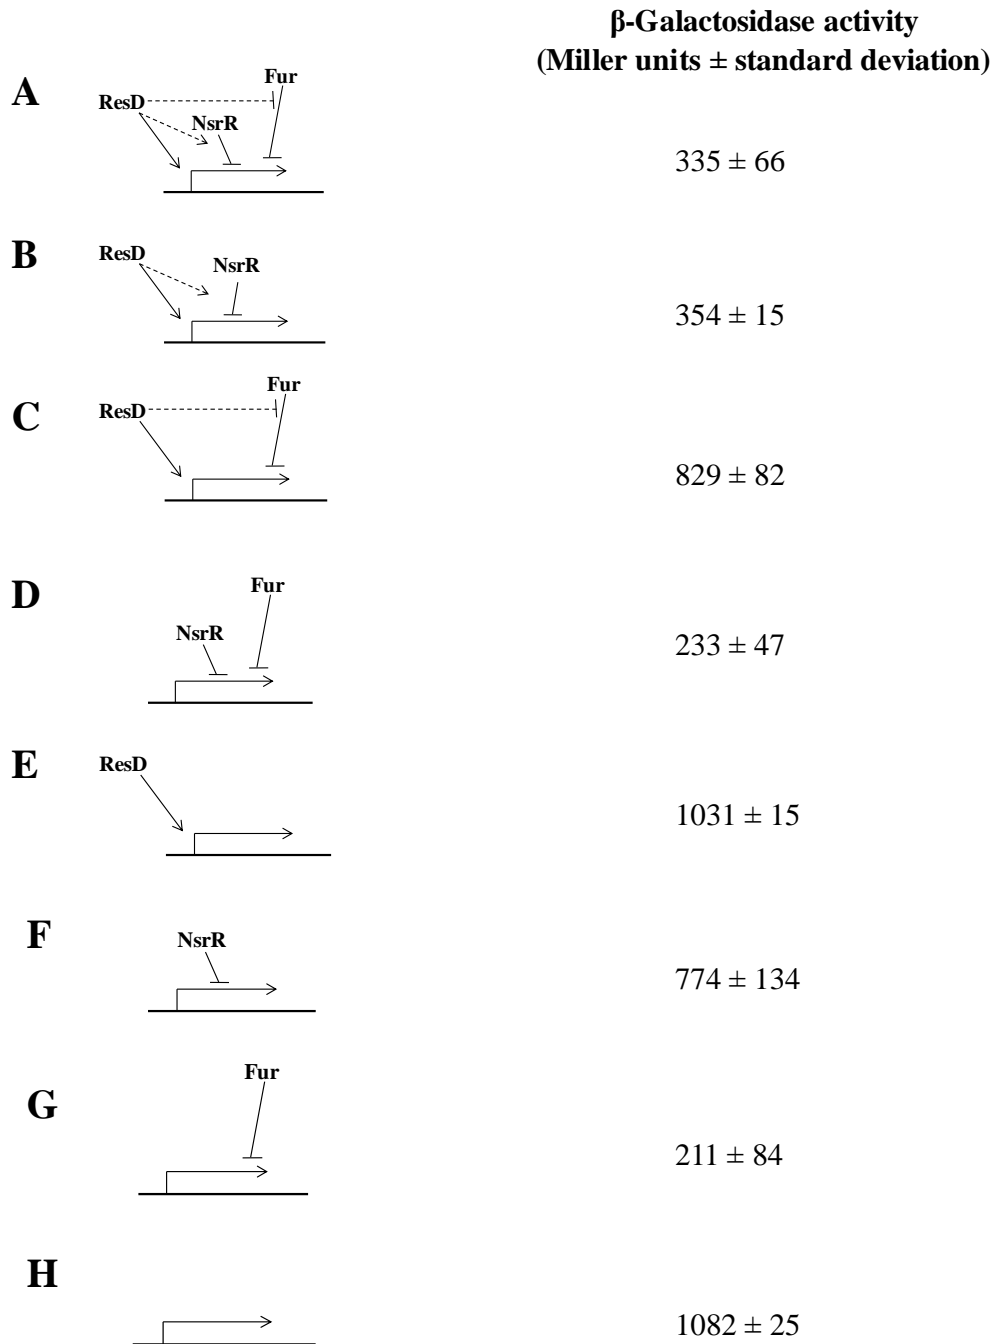 β-Galactosidase activity
(Miller units ± standard deviation)
A
Fur
ResD
NsrR
335 ± 66
B
ResD
NsrR
354 ± 15
C
Fur
ResD
829 ± 82
D
Fur
NsrR
233 ± 47
E
ResD
1031 ± 15
F
NsrR
774 ± 134
G
Fur
211 ± 84
H
1082 ± 25